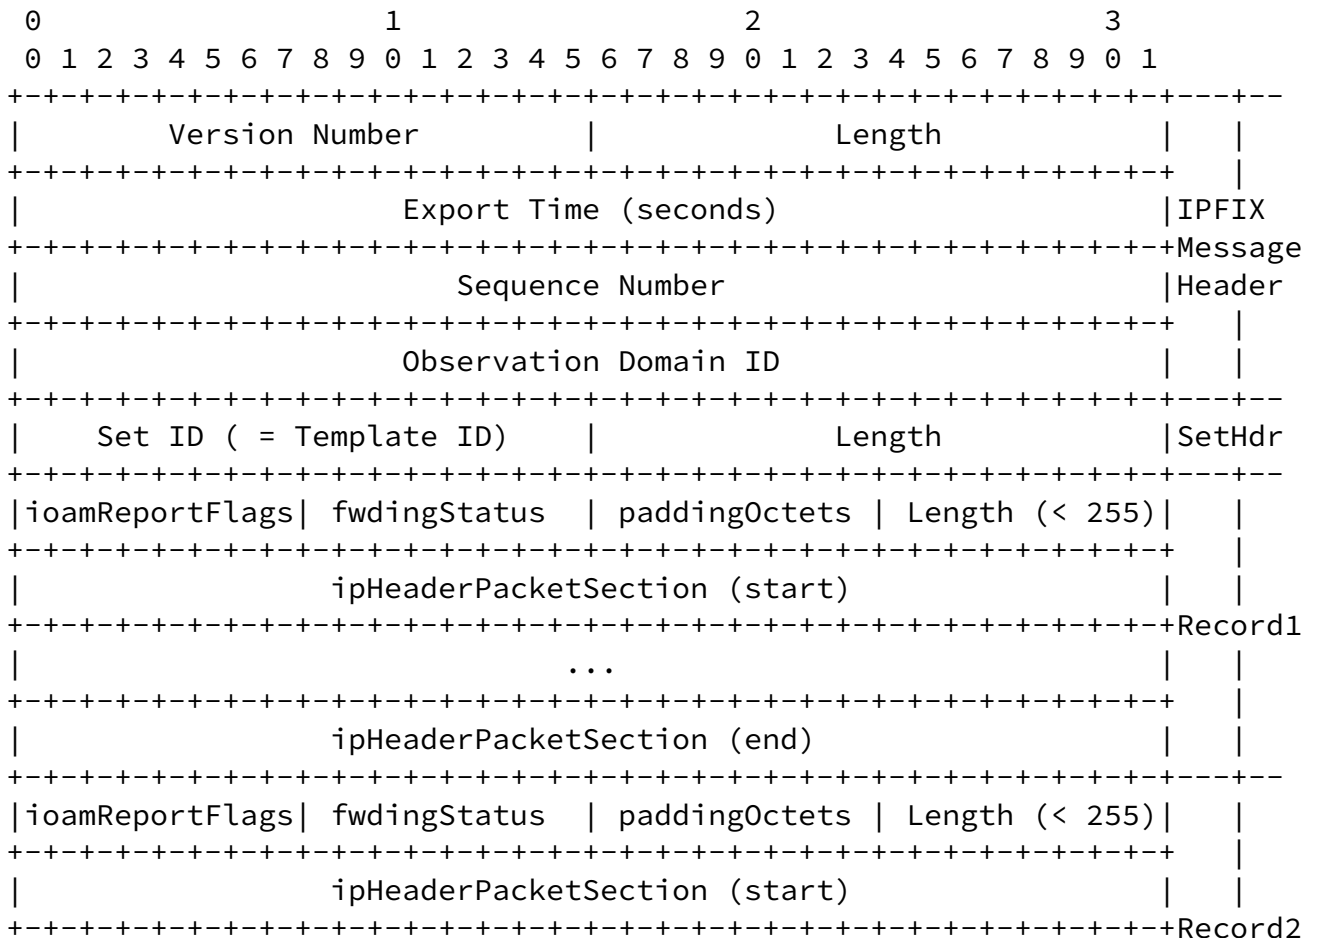 0                   1                   2                   3
 0 1 2 3 4 5 6 7 8 9 0 1 2 3 4 5 6 7 8 9 0 1 2 3 4 5 6 7 8 9 0 1
+-+-+-+-+-+-+-+-+-+-+-+-+-+-+-+-+-+-+-+-+-+-+-+-+-+-+-+-+-+-+-+-+---+--
|        Version Number         |             Length            |   |
+-+-+-+-+-+-+-+-+-+-+-+-+-+-+-+-+-+-+-+-+-+-+-+-+-+-+-+-+-+-+-+-+   |
|                     Export Time (seconds)                     |IPFIX
+-+-+-+-+-+-+-+-+-+-+-+-+-+-+-+-+-+-+-+-+-+-+-+-+-+-+-+-+-+-+-+-+Message
|                        Sequence Number                        |Header
+-+-+-+-+-+-+-+-+-+-+-+-+-+-+-+-+-+-+-+-+-+-+-+-+-+-+-+-+-+-+-+-+   |
|                     Observation Domain ID                     |   |
+-+-+-+-+-+-+-+-+-+-+-+-+-+-+-+-+-+-+-+-+-+-+-+-+-+-+-+-+-+-+-+-+---+--
|    Set ID ( = Template ID)    |             Length            |SetHdr
+-+-+-+-+-+-+-+-+-+-+-+-+-+-+-+-+-+-+-+-+-+-+-+-+-+-+-+-+-+-+-+-+---+--
|ioamReportFlags| fwdingStatus  | paddingOctets | Length (< 255)|   |
+-+-+-+-+-+-+-+-+-+-+-+-+-+-+-+-+-+-+-+-+-+-+-+-+-+-+-+-+-+-+-+-+   |
|                 ipHeaderPacketSection (start)                 |   |
+-+-+-+-+-+-+-+-+-+-+-+-+-+-+-+-+-+-+-+-+-+-+-+-+-+-+-+-+-+-+-+-+Record1
|                              ...                              |   |
+-+-+-+-+-+-+-+-+-+-+-+-+-+-+-+-+-+-+-+-+-+-+-+-+-+-+-+-+-+-+-+-+   |
|                 ipHeaderPacketSection (end)                   |   |
+-+-+-+-+-+-+-+-+-+-+-+-+-+-+-+-+-+-+-+-+-+-+-+-+-+-+-+-+-+-+-+-+---+--
|ioamReportFlags| fwdingStatus  | paddingOctets | Length (< 255)|   |
+-+-+-+-+-+-+-+-+-+-+-+-+-+-+-+-+-+-+-+-+-+-+-+-+-+-+-+-+-+-+-+-+   |
|                 ipHeaderPacketSection (start)                 |   |
+-+-+-+-+-+-+-+-+-+-+-+-+-+-+-+-+-+-+-+-+-+-+-+-+-+-+-+-+-+-+-+-+Record2